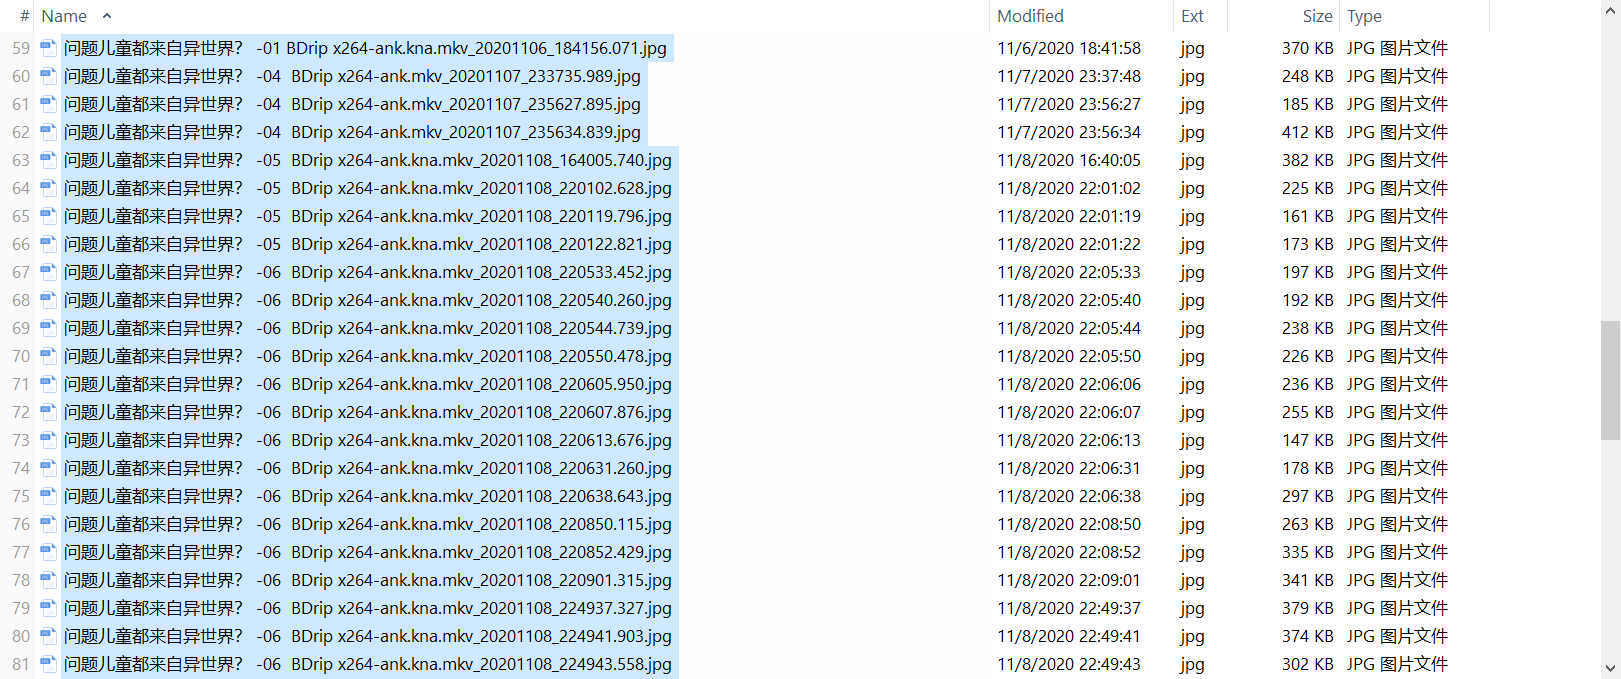 # Name Modified Ext Size Type
59 问题儿童都来自异世界？ -01 BDrip x264-ank.kna.mkv_20201106_184156.071.jpg 11/6/2020 18:41:58 jpg 370 KB JPG 图片文件
60 问题儿童都来自异世界？ -04 BDrip x264-ank.mkv_20201107_233735.989.jpg 11/7/2020 23:37:48 jpg 248 KB JPG 图片文件
61 问题儿童都来自异世界？ -04 BDrip x264-ank.mkv_20201107_235627.895.jpg 11/7/2020 23:56:27 jpg 185 KB JPG 图片文件
62 问题儿童都来自异世界？ -04 BDrip x264-ank.mkv_20201107_235634.839.jpg 11/7/2020 23:56:34 jpg 412 KB JPG 图片文件
63 问题儿童都来自异世界？ -05 BDrip x264-ank.kna.mkv_20201108_164005.740.jpg 11/8/2020 16:40:05 jpg 382 KB JPG 图片文件
64 问题儿童都来自异世界？ -05 BDrip x264-ank.kna.mkv_20201108_220102.628.jpg 11/8/2020 22:01:02 jpg 225 KB JPG 图片文件
65 问题儿童都来自异世界？ -05 BDrip x264-ank.kna.mkv_20201108_220119.796.jpg 11/8/2020 22:01:19 jpg 161 KB JPG 图片文件
66 问题儿童都来自异世界？ -05 BDrip x264-ank.kna.mkv_20201108_220122.821.jpg 11/8/2020 22:01:22 jpg 173 KB JPG 图片文件
67 问题儿童都来自异世界？ -06 BDrip x264-ank.kna.mkv_20201108_220533.452.jpg 11/8/2020 22:05:33 jpg 197 KB JPG 图片文件
68 问题儿童都来自异世界？ -06 BDrip x264-ank.kna.mkv_20201108_220540.260.jpg 11/8/2020 22:05:40 jpg 192 KB JPG 图片文件
69 问题儿童都来自异世界？ -06 BDrip x264-ank.kna.mkv_20201108_220544.739.jpg 11/8/2020 22:05:44 jpg 238 KB JPG 图片文件
70 问题儿童都来自异世界？ -06 BDrip x264-ank.kna.mkv_20201108_220550.478.jpg 11/8/2020 22:05:50 jpg 226 KB JPG 图片文件
71 问题儿童都来自异世界？ -06 BDrip x264-ank.kna.mkv_20201108_220605.950.jpg 11/8/2020 22:06:06 jpg 236 KB JPG 图片文件
72 问题儿童都来自异世界？ -06 BDrip x264-ank.kna.mkv_20201108_220607.876.jpg 11/8/2020 22:06:07 jpg 255 KB JPG 图片文件
73 问题儿童都来自异世界？ -06 BDrip x264-ank.kna.mkv_20201108_220613.676.jpg 11/8/2020 22:06:13 jpg 147 KB JPG 图片文件
74 问题儿童都来自异世界？ -06 BDrip x264-ank.kna.mkv_20201108_220631.260.jpg 11/8/2020 22:06:31 jpg 178 KB JPG 图片文件
75 问题儿童都来自异世界？ -06 BDrip x264-ank.kna.mkv_20201108_220638.643.jpg 11/8/2020 22:06:38 jpg 297 KB JPG 图片文件
76 问题儿童都来自异世界？ -06 BDrip x264-ank.kna.mkv_20201108_220850.115.jpg 11/8/2020 22:08:50 jpg 263 KB JPG 图片文件
77 问题儿童都来自异世界？ -06 BDrip x264-ank.kna.mkv_20201108_220852.429.jpg 11/8/2020 22:08:52 jpg 335 KB JPG 图片文件
78 问题儿童都来自异世界？ -06 BDrip x264-ank.kna.mkv_20201108_220901.315.jpg 11/8/2020 22:09:01 jpg 341 KB JPG 图片文件
79 问题儿童都来自异世界？ -06 BDrip x264-ank.kna.mkv_20201108_224937.327.jpg 11/8/2020 22:49:37 jpg 379 KB JPG 图片文件
80 问题儿童都来自异世界？ -06 BDrip x264-ank.kna.mkv_20201108_224941.903.jpg 11/8/2020 22:49:41 jpg 374 KB JPG 图片文件
81 问题儿童都来自异世界？ -06 BDrip x264-ank.kna.mkv_20201108_224943.558.jpg 11/8/2020 22:49:43 jpg 302 KB JPG 图片文件